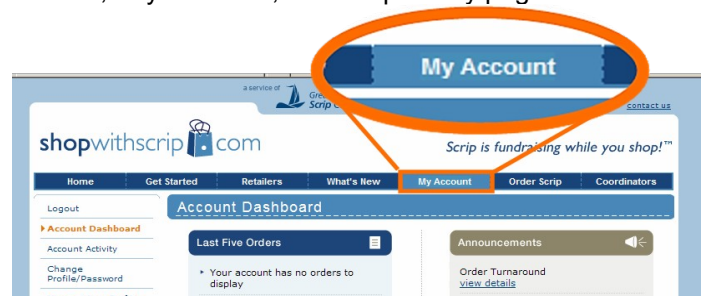 My Account
a service of
Scrip
contact us
shopwithscrip.com
Scrip is fundraising while you shop!™
Home Get Started Retailers What's New My Account Order Scrip Coordinators
Logout
Account Dashboard
Account Dashboard
Account Activity
Change
Profile/Password
Last Five Orders
Your account has no orders to
display
Announcements
Order Turnaround
view details